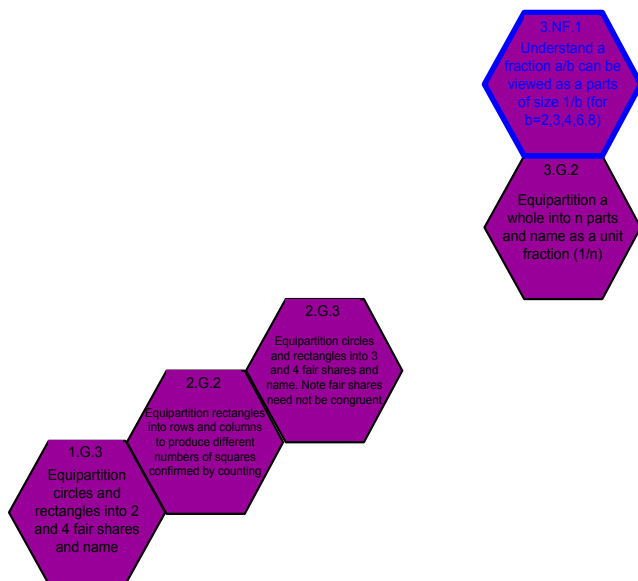 3.NF.1
Understand a
fraction a/b can be
viewed as a parts
of size 1/b (for
b=2,3,4,6,8)
3.G.2
Equipartition a
whole into n parts
and name as a unit
fraction (1/n)
2.G.3
Equipartition circles
and rectangles into 3
and 4 fair shares and
name. Note fair shares
need not be congruent
2.G.2
Equipartition rectangles
into rows and columns
to produce different
numbers of squares
confirmed by counting
1.G.3
Equipartition
circles and
rectangles into 2
and 4 fair shares
and name